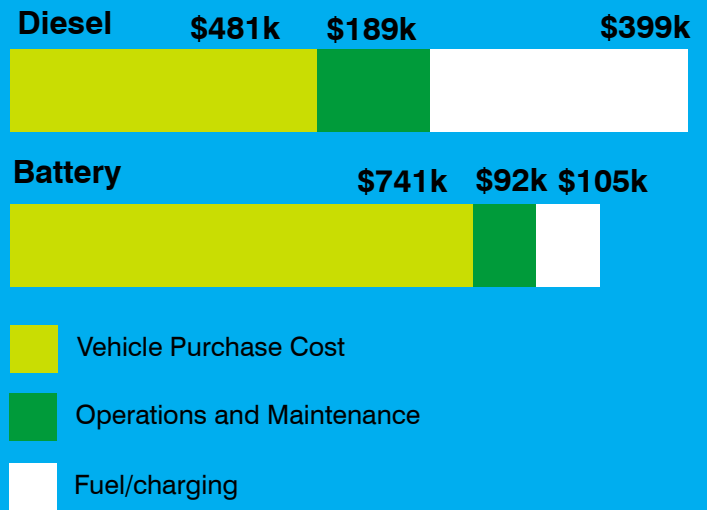 Diesel
$481k $189k $399k
Battery
$741k $92k $105k
Vehicle Purchase Cost
Operations and Maintenance
Fuel/charging